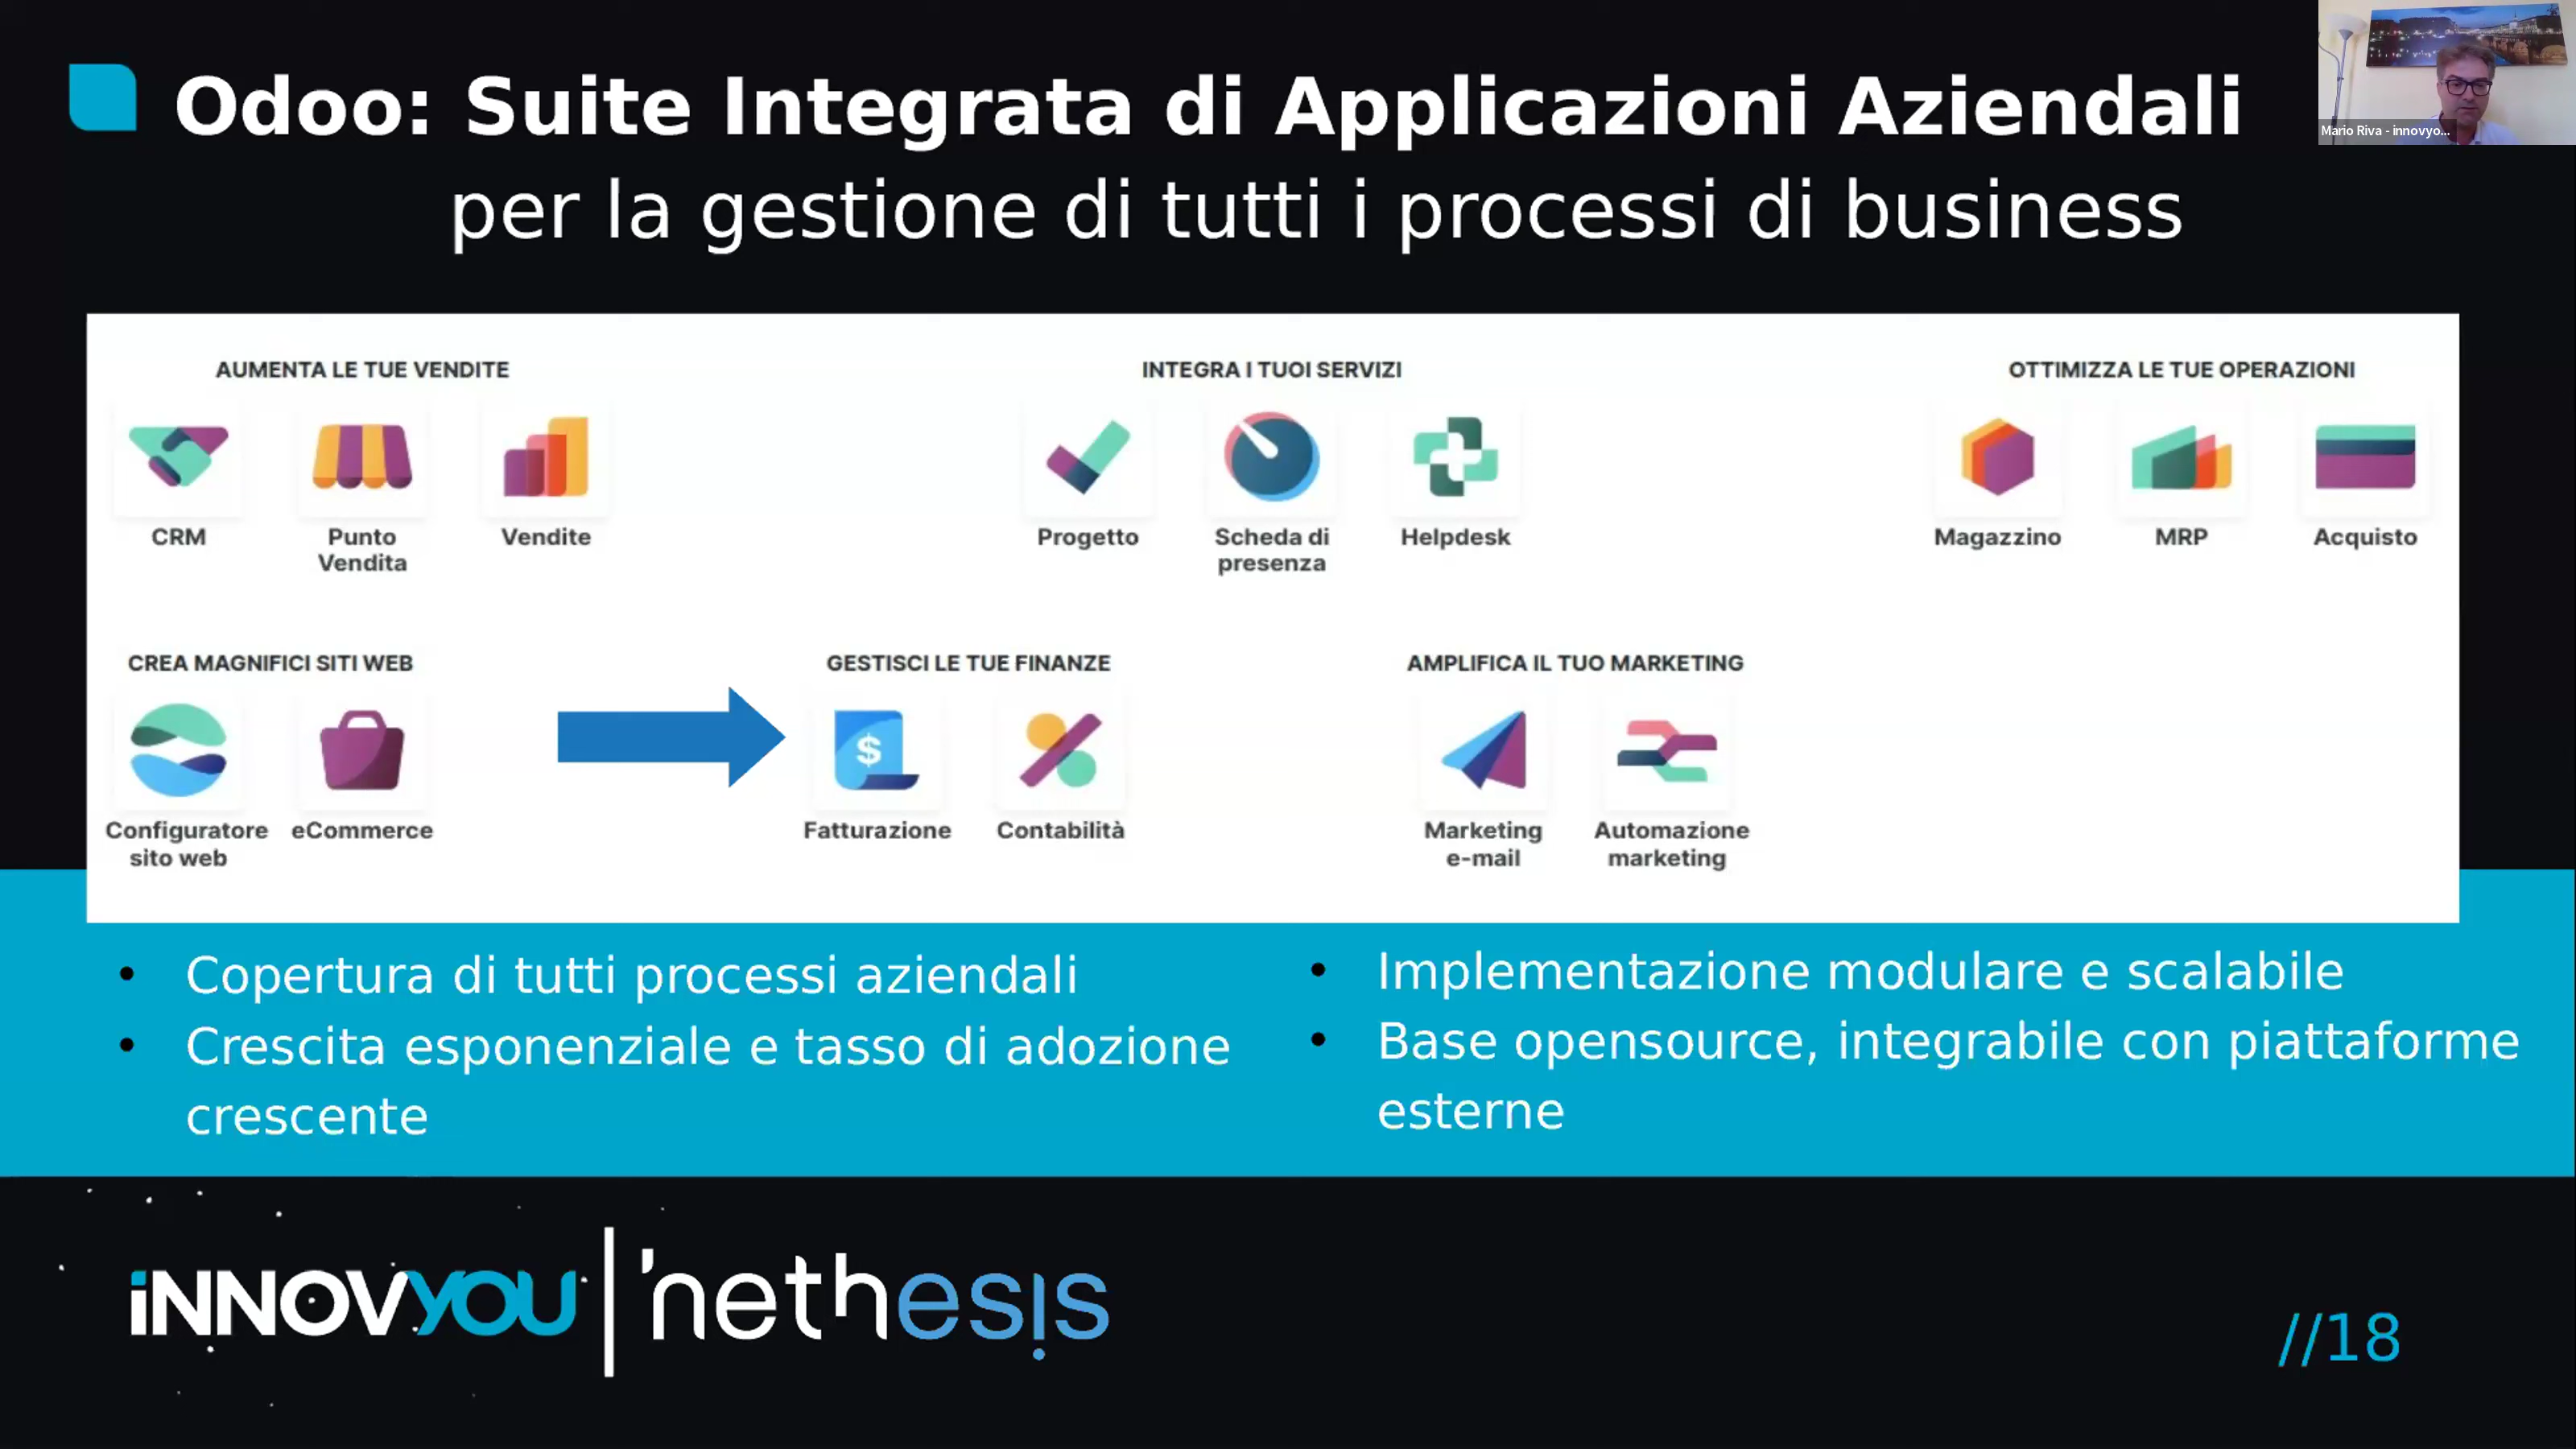 Odoo: Suite Integrata di Applicazioni Aziendali
per la gestione di tutti i processi di business
Mario Riva - innovyo...
AUMENTA LE TUE VENDITE
CRM
Punto
Vendita
Vendite
INTEGRA I TUOI SERVIZI
Progetto
Scheda di
presenza
Helpdesk
OTTIMIZZA LE TUE OPERAZIONI
Magazzino
MRP
Acquisto
CREA MAGNIFICI SITI WEB
Configuratore
sito web
eCommerce
GESTISCI LE TUE FINANZE
$
Fatturazione
Contabilità
AMPLIFICA IL TUO MARKETING
Marketing
e-mail
Automazione
marketing
• Copertura di tutti processi aziendali
• Crescita esponenziale e tasso di adozione
crescente
• Implementazione modulare e scalabile
• Base opensource, integrabile con piattaforme
esterne
iNNOVYOU
'nethesis
//18